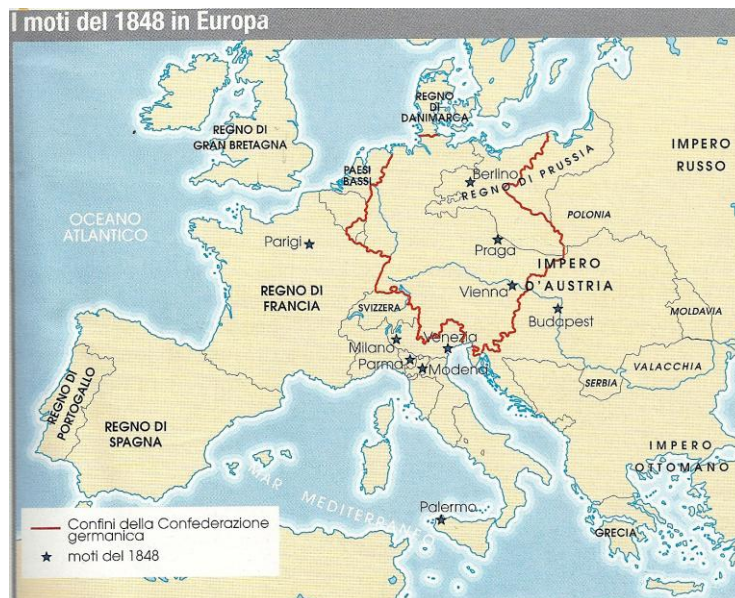 I moti del 1848 in Europa
REGNO
DI
DANIMARCA
REGNO DI
GRAN BRETAGNA
IMPERO
RUSSO
PAESI
BASSI
Berlino
REGNO DI PRUSSIA
OCEANO
ATLANTICO
POLONIA
Parigi
Praga
IMPERO
D'AUSTRIA
REGNO DI
FRANCIA
Vienna
SVIZZERA
Budapest
MOLDAVIA
Milano
Venezia
Parma
Modena
VALACCHIA
SERBIA
REGNO DI
PORTOGALLO
REGNO DI
SPAGNA
IMPERO
OTTOMANO
MAR MEDITERRANEO
Palermo
GRECIA
Confini della Confederazione
germanica
moti del 1848